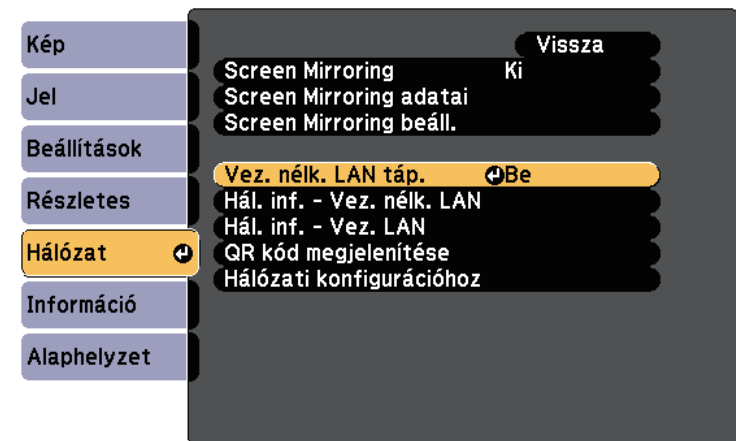 Kép
Jel
Beállítások
Részletes
Hálózat
Információ
Alaphelyzet
Vissza
Screen Mirroring Ki
Screen Mirroring adatai
Screen Mirroring beáll.
Vez. nélk. LAN táp. Be
Hál. inf. - Vez. nélk. LAN
Hál. inf. - Vez. LAN
QR kód megjelenítése
Hálózati konfigurációhoz